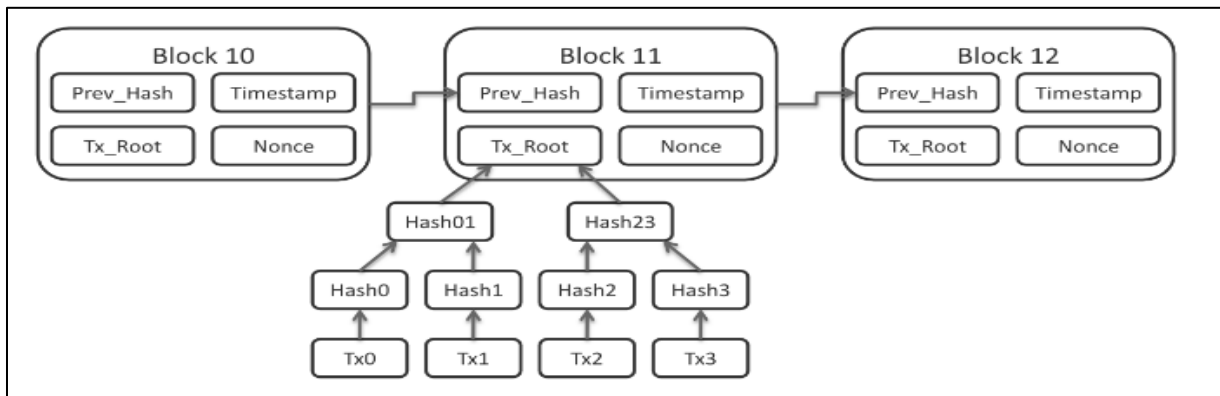 Block 10 Block 11 Block 12
Prev_Hash Timestamp Prev_Hash Timestamp Prev_Hash Timestamp
Tx_Root Nonce Tx_Root Nonce Tx_Root Nonce
Hash01 Hash23
Hash0 Hash1 Hash2 Hash3
Tx0 Tx1 Tx2 Tx3